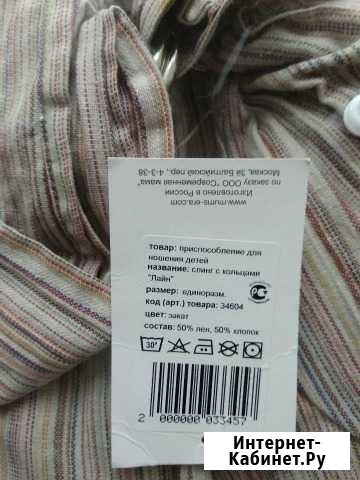 www.mums-era.com
Изготовлено в России
по заказу ООО "Современная мама"
Москва, 39 Балтийский пер., 4-3-38
товар: приспособление для
ношения детей
название: слинг с кольцами
"Лайн"
размер: единоразм.
код (арт.) товара: 34604
цвет: закат
состав: 50% лен, 50% хлопок
30°
2 000000 033457
Интернет-
Кабинет.Ру